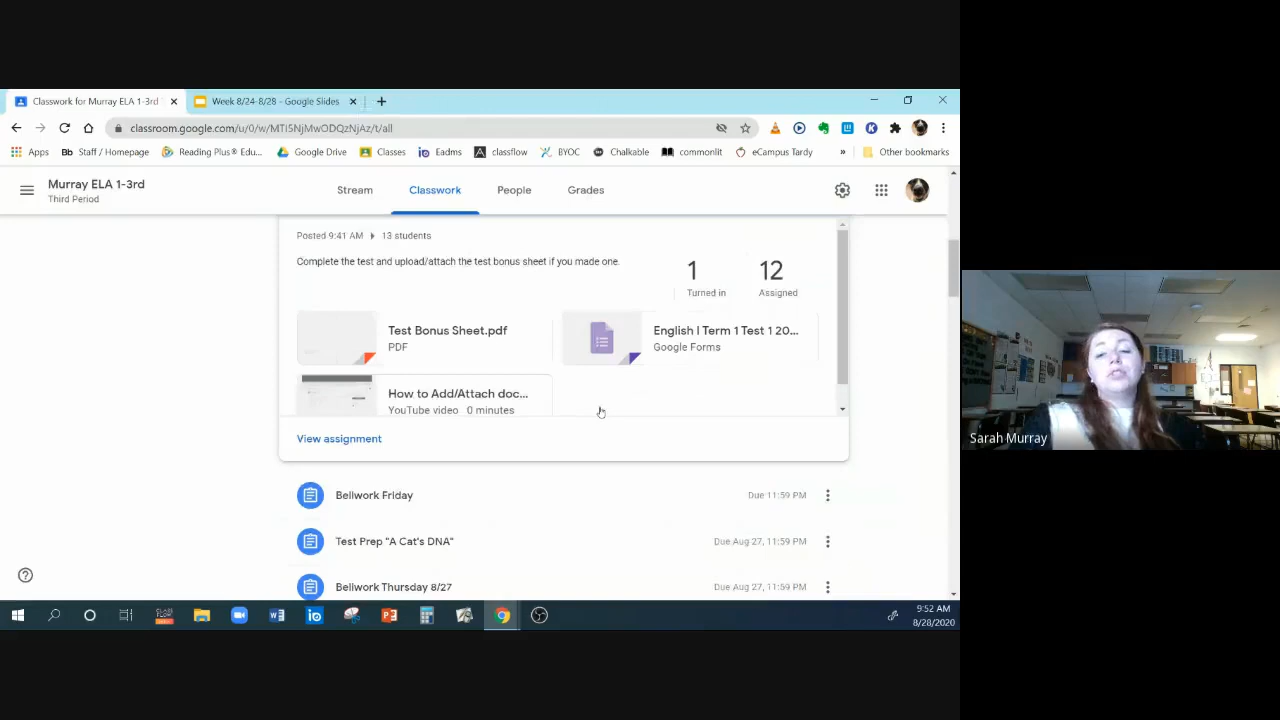 Classwork for Murray ELA 1-3rd
Week 8/24-8/28 - Google Slides
classroom.google.com/u/0/w/MTI5NjMwODQzNjAz/t/all
Apps
Bb Staff / Homepage
Reading Plus® Edu...
Google Drive
Classes
Eadms
classflow
BYOC
Chalkable
commonlit
eCampus Tardy
»
Other bookmarks
Murray ELA 1-3rd
Third Period
Stream
Classwork
People
Grades
Posted 9:41 AM
13 students
Complete the test and upload/attach the test bonus sheet if you made one.
1
Turned in
12
Assigned
Test Bonus Sheet.pdf
PDF
English I Term 1 Test 1 20...
Google Forms
How to Add/Attach doc...
YouTube video 0 minutes
View assignment
Bellwork Friday
Due 11:59 PM
Test Prep "A Cat's DNA"
Due Aug 27, 11:59 PM
Bellwork Thursday 8/27
Due Aug 27, 11:59 PM
Sarah Murray
9:52 AM
8/28/2020